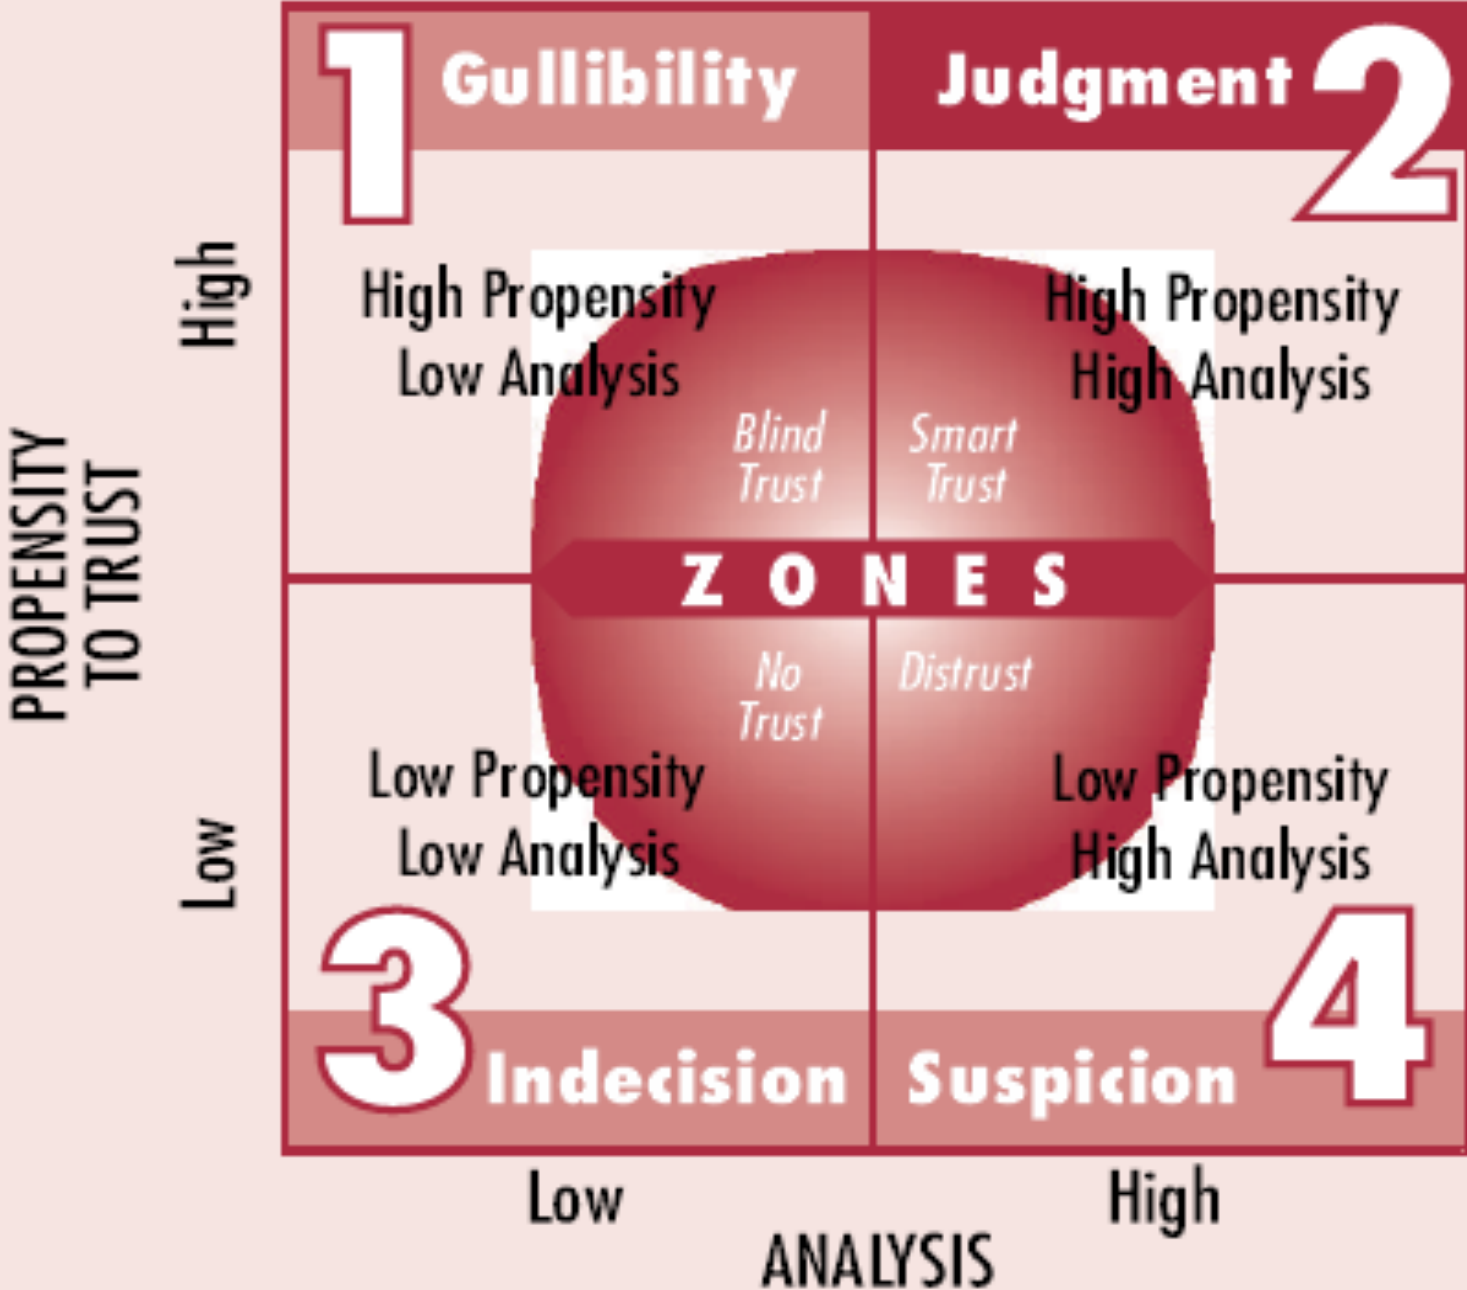 1 Gullibility
Judgment 2
High Propensity
Low Analysis
High Propensity
High Analysis
Blind
Trust
Smart
Trust
ZONES
No
Trust
Distrust
Low Propensity
Low Analysis
Low Propensity
High Analysis
3 Indecision
Suspicion 4
High
Low
PROPENSITY
TO TRUST
Low
High
ANALYSIS